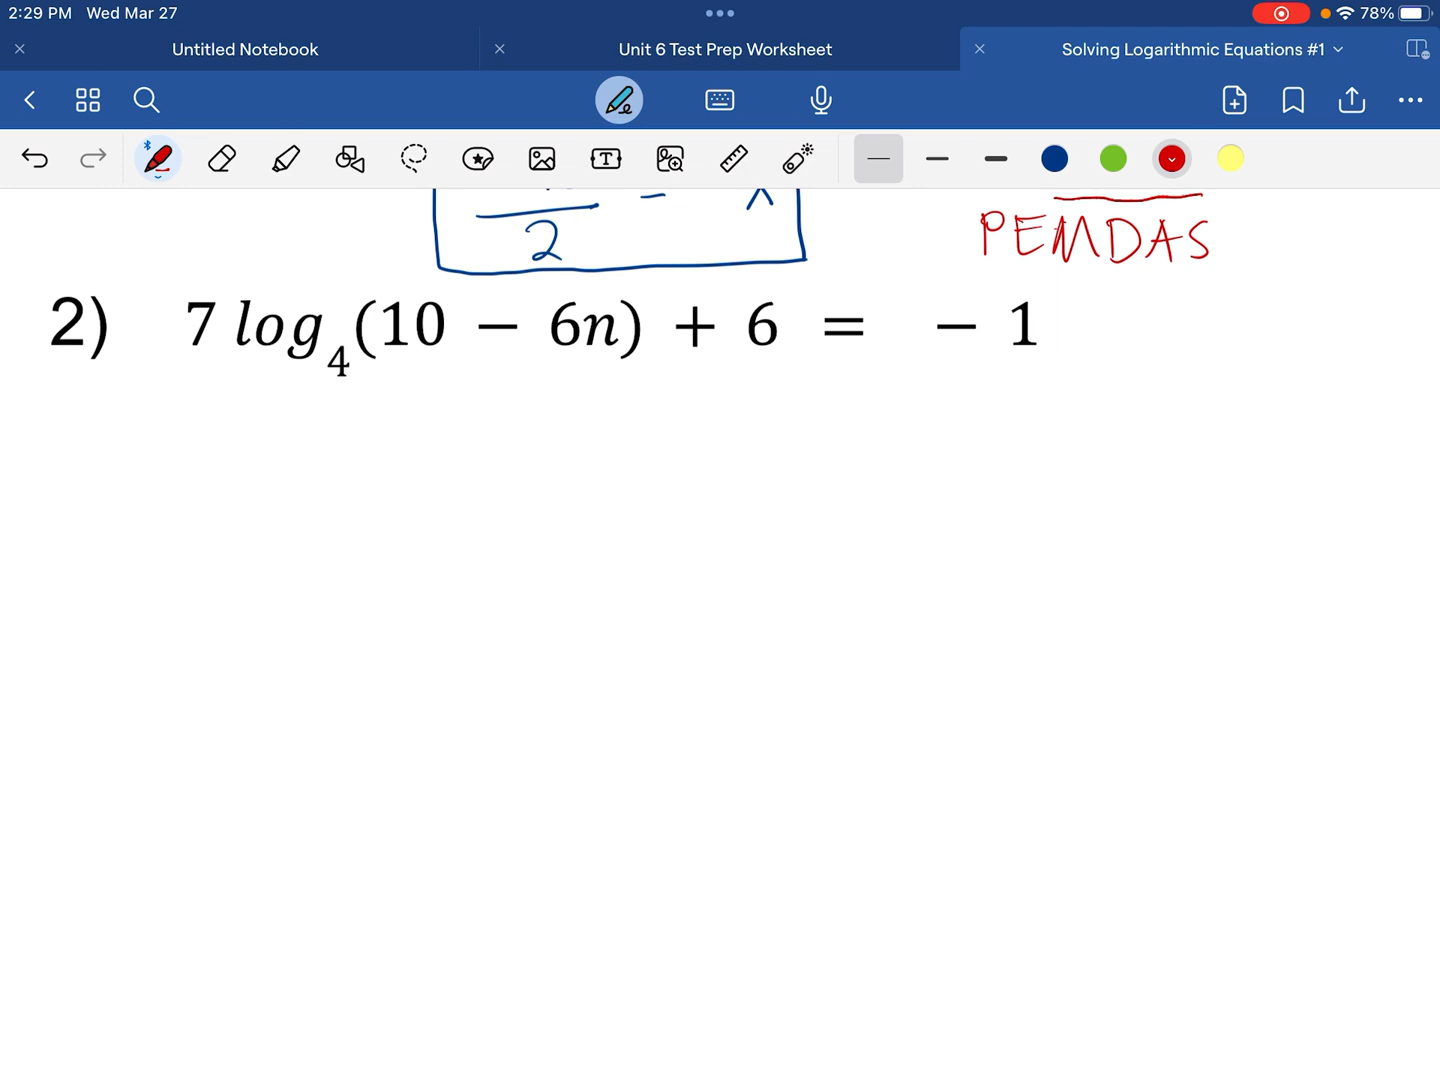 2:29 PM Wed Mar 27 78%
Untitled Notebook Unit 6 Test Prep Worksheet Solving Logarithmic Equations #1
2
PEMDAS
2) 7 log₄(10 − 6n) + 6 = − 1